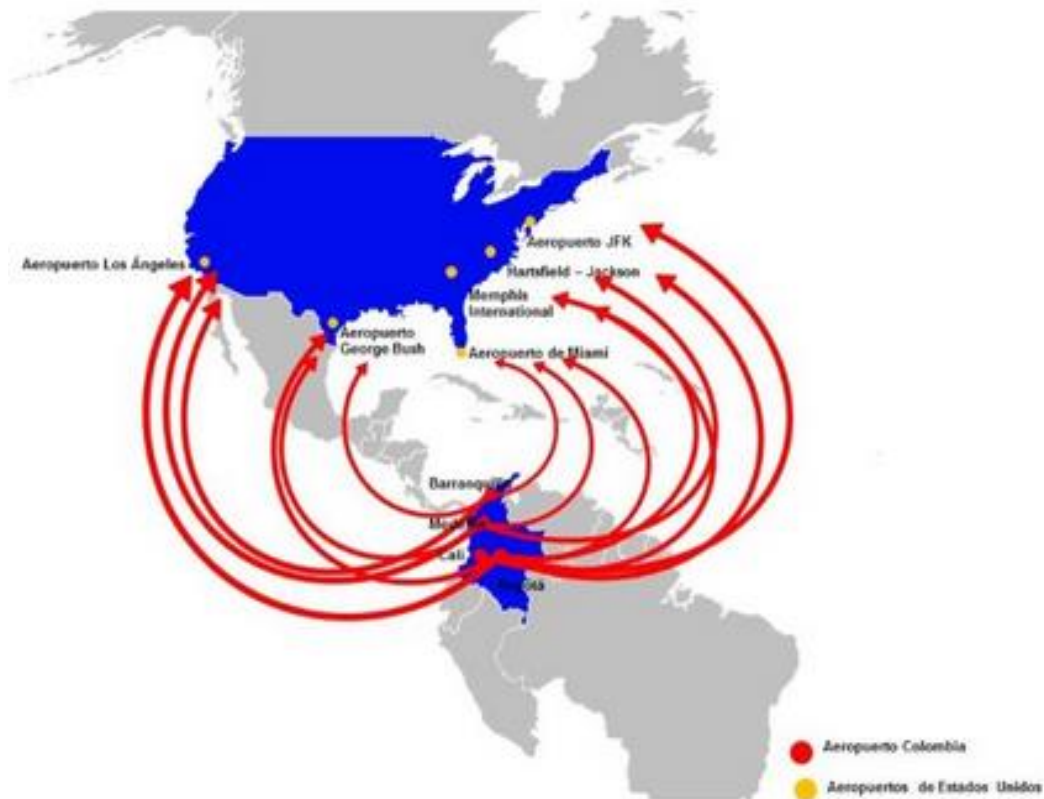 Aeropuerto JFK
Aeropuerto Los Ángeles
Hartsfield – Jackson
Memphis
International
Aeropuerto
George Bush
Aeropuerto de Miami
Cali
Aeropuerto Colombia
Aeropuertos de Estados Unidos